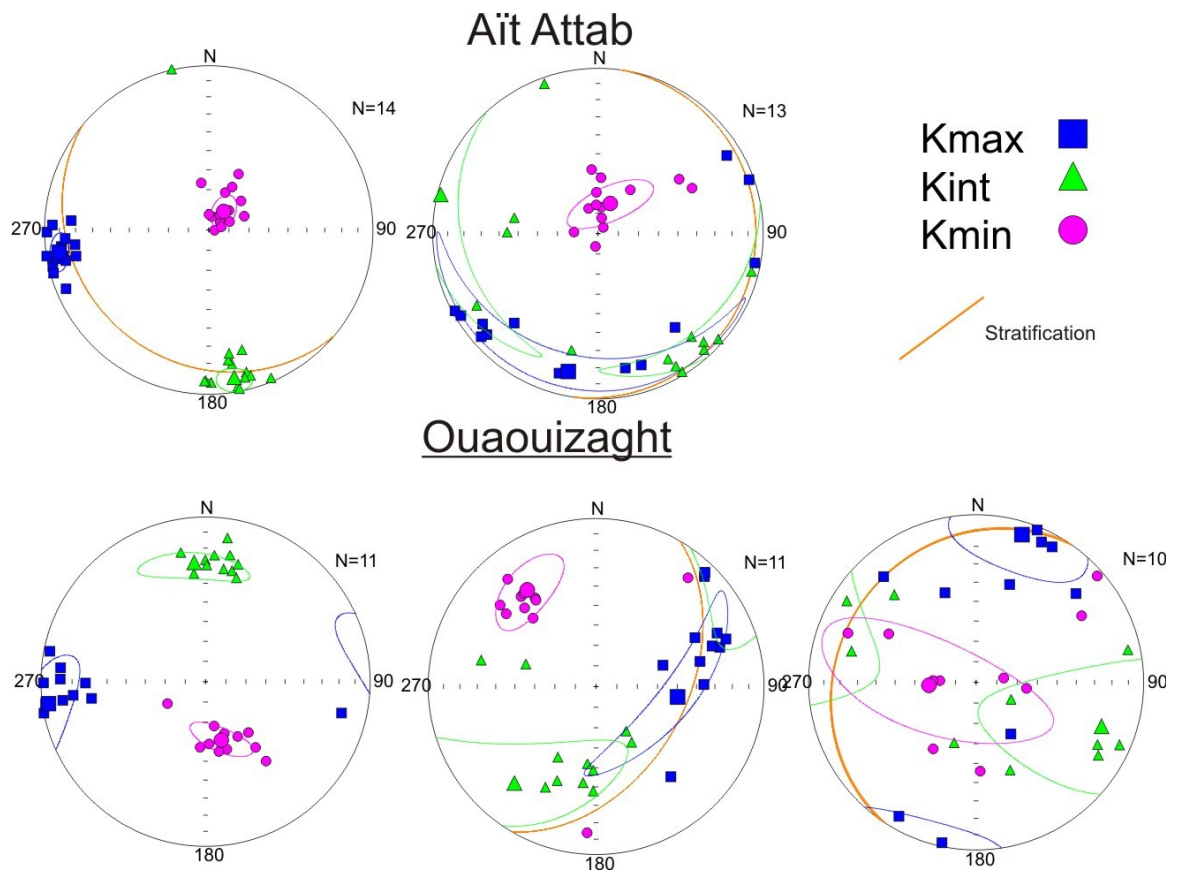 Aït Attab
N
N=14
270
90
180
N
N=13
270
90
180
Kmax
Kint
Kmin
Stratification
Ouaouizaght
N
N=11
270
90
180
N
N=11
270
90
180
N
N=10
270
90
180